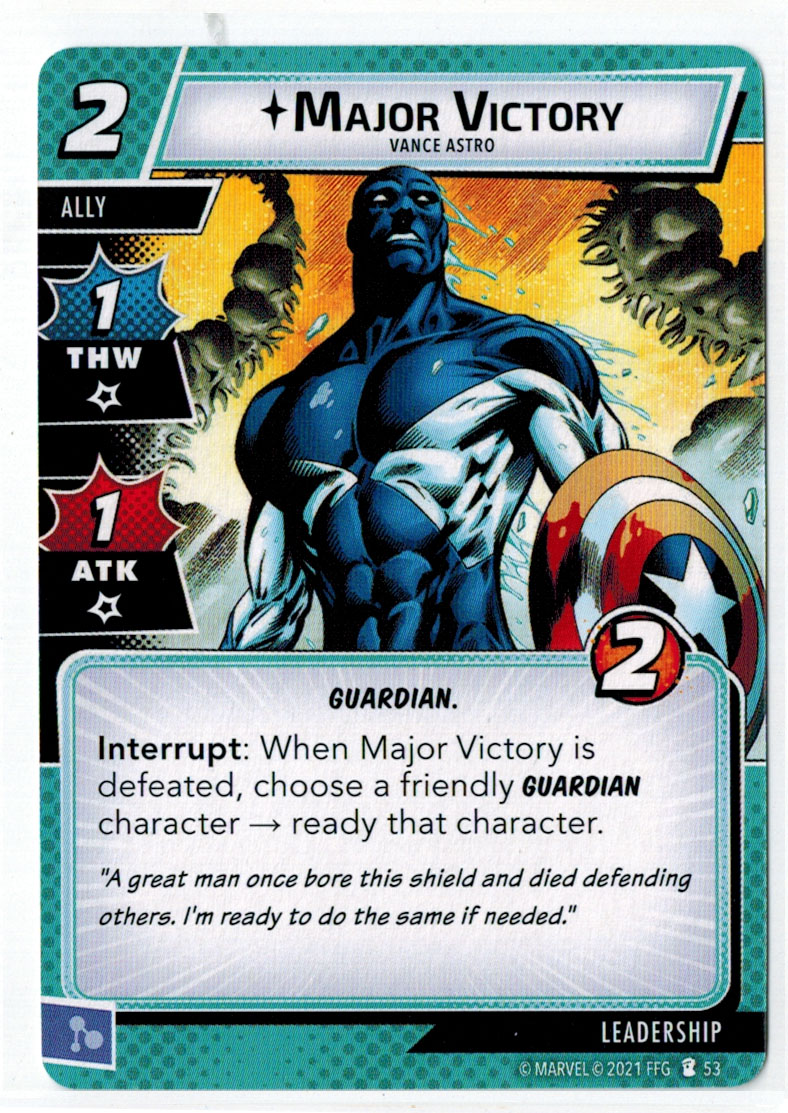 2
MAJOR VICTORY
VANCE ASTRO
ALLY
1
THW
1
ATK
2
GUARDIAN.
Interrupt: When Major Victory is
defeated, choose a friendly GUARDIAN
character → ready that character.
"A great man once bore this shield and died defending
others. I'm ready to do the same if needed."
LEADERSHIP
© MARVEL © 2021 FFG 53